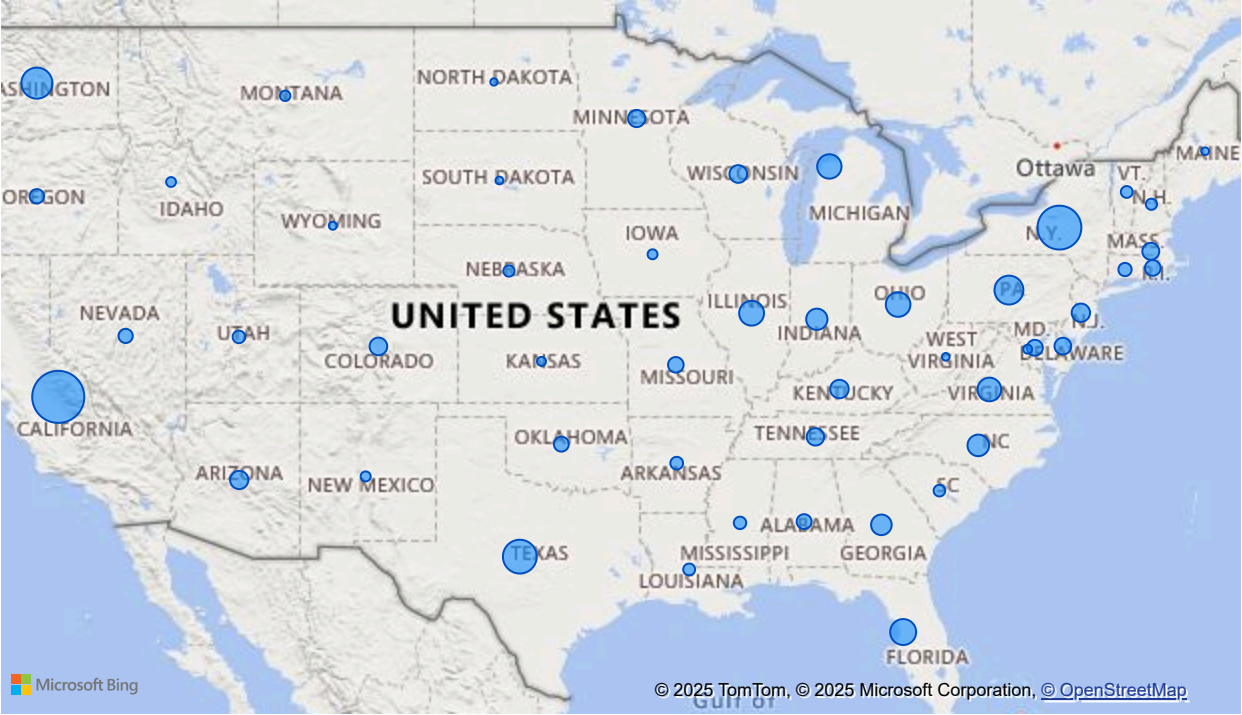 NORTH DAKOTA
ASHINGTON
MONTANA
MINNESOTA
MAINE
Ottawa
VT.
WISCONSIN
SOUTH DAKOTA
OREGON
IDAHO
N.H.
MICHIGAN
WYOMING
IOWA
N.Y.
MASS.
NEBRASKA
R.I.
PA
ILLINOIS
OHIO
NEVADA
UNITED STATES
UTAH
INDIANA
N.J.
MD.
WEST
VIRGINIA
DELAWARE
COLORADO
KANSAS
MISSOURI
KENTUCKY
VIRGINIA
CALIFORNIA
TENNESSEE
OKLAHOMA
NC
ARIZONA
NEW MEXICO
ARKANSAS
SC
ALABAMA
TEXAS
MISSISSIPPI
GEORGIA
LOUISIANA
FLORIDA
Microsoft Bing
© 2025 TomTom, © 2025 Microsoft Corporation, © OpenStreetMap
Gulf of